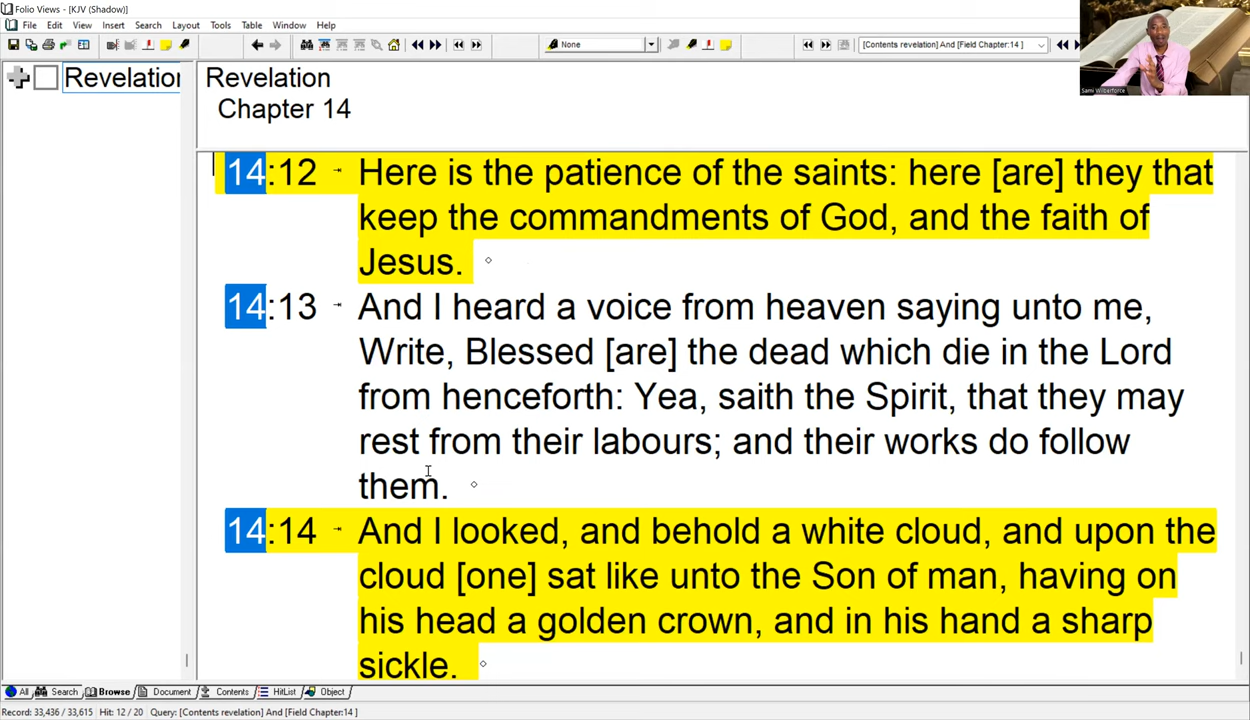 Folio Views - [KJV (Shadow)]
File Edit View Insert Search Layout Tools Table Window Help
None
[Contents revelation] And [Field Chapter:14 ]
Sami Wilberforce
Revelation
Revelation
Chapter 14
14:12 Here is the patience of the saints: here [are] they that
keep the commandments of God, and the faith of
Jesus.
14:13 And I heard a voice from heaven saying unto me,
Write, Blessed [are] the dead which die in the Lord
from henceforth: Yea, saith the Spirit, that they may
rest from their labours; and their works do follow
them.
14:14 And I looked, and behold a white cloud, and upon the
cloud [one] sat like unto the Son of man, having on
his head a golden crown, and in his hand a sharp
sickle.
All Search Browse Document Contents HitList Object
Record: 33,436 / 33,615 Hit: 12 / 20 Query: [Contents revelation] And [Field Chapter:14 ]